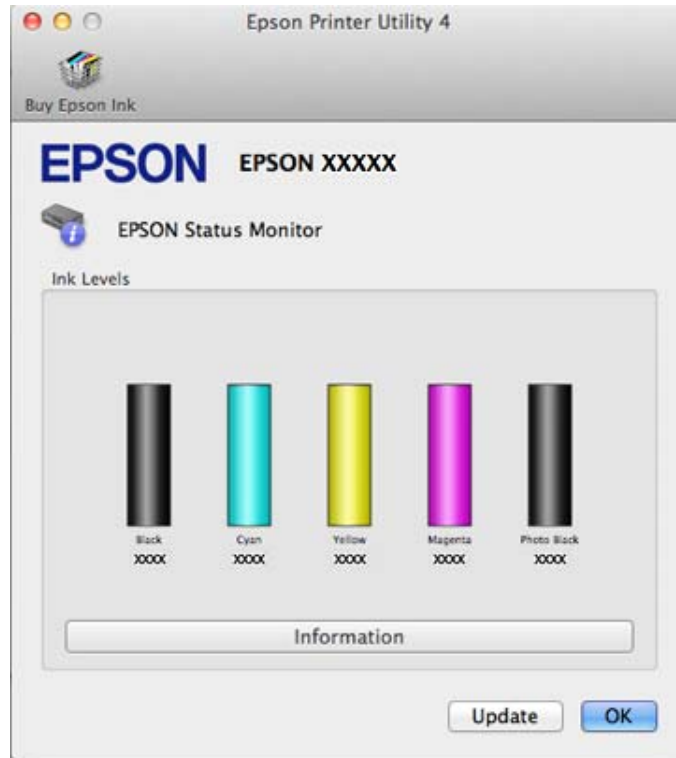 Epson Printer Utility 4
Buy Epson Ink
EPSON EPSON XXXXX
EPSON Status Monitor
Ink Levels
Black Cyan Yellow Magenta Photo Black
XXXX XXXX XXXX XXXX XXXX
Information
Update OK